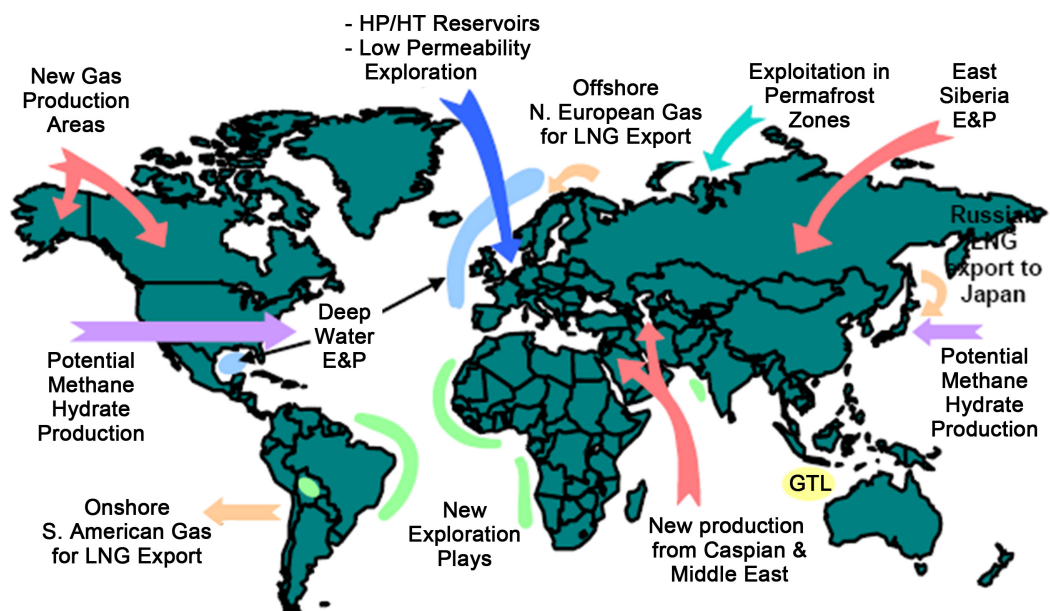 - HP/HT Reservoirs
- Low Permeability
Exploration
New Gas
Production
Areas
Offshore
N. European Gas
for LNG Export
Exploitation in
Permafrost
Zones
East
Siberia
E&P
Russian
LNG
export to
Japan
Deep
Water
E&P
Potential
Methane
Hydrate
Production
Potential
Methane
Hydrate
Production
GTL
Onshore
S. American Gas
for LNG Export
New
Exploration
Plays
New production
from Caspian &
Middle East